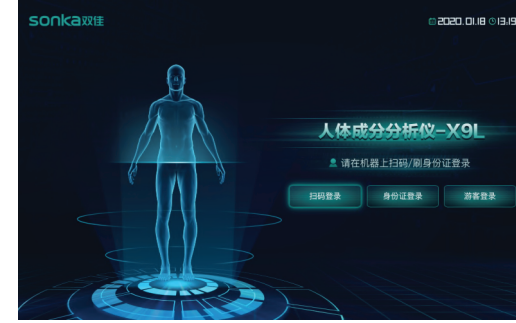 sonka双佳
2020.01.18 13:19
人体成分分析仪-X9L
请在机器上扫码/刷身份证登录
扫码登录 身份证登录 游客登录